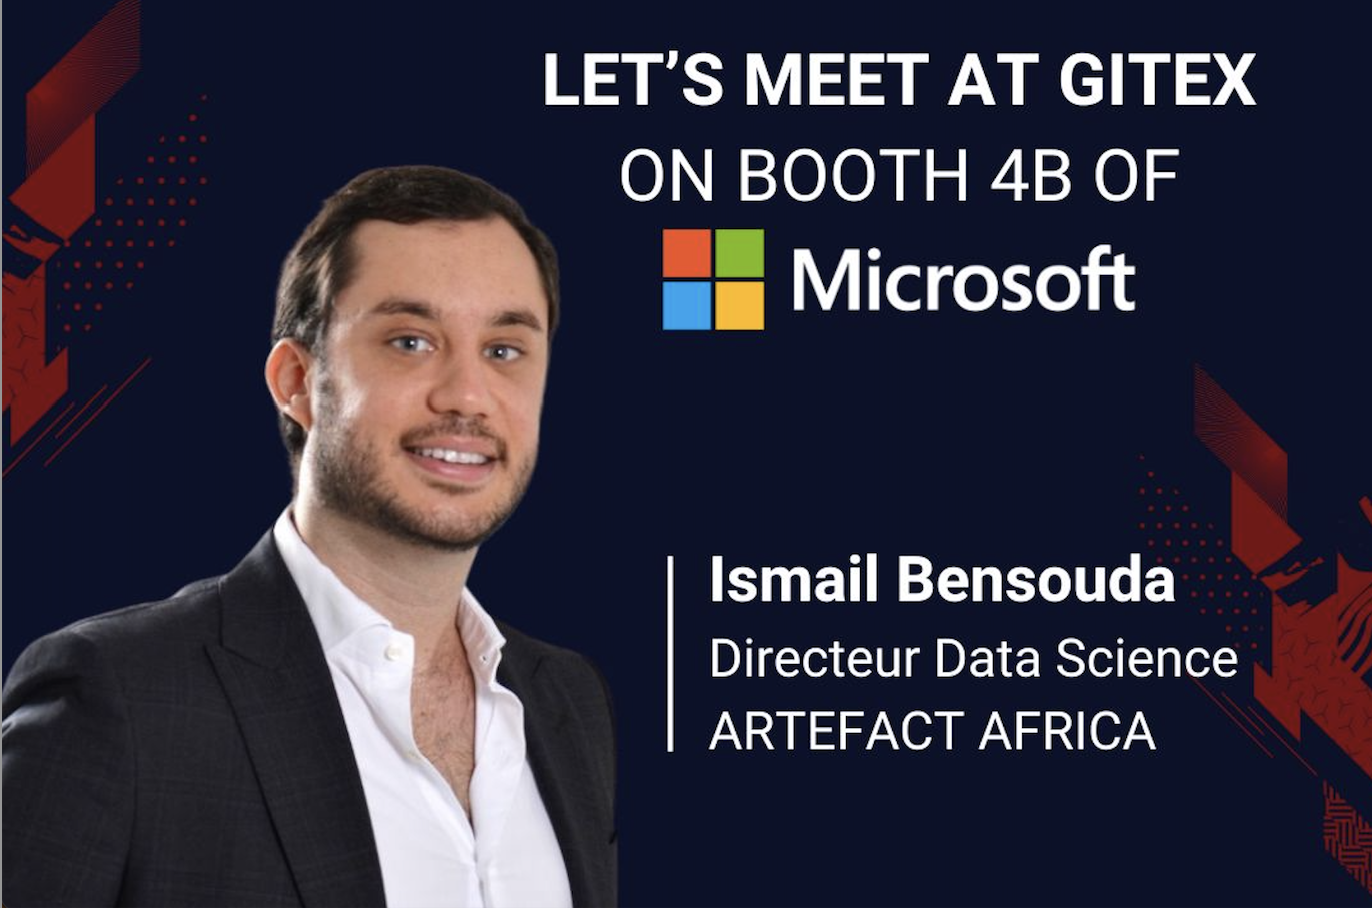 LET’S MEET AT GITEX
ON BOOTH 4B OF
Microsoft
Ismail Bensouda
Directeur Data Science
ARTEFACT AFRICA